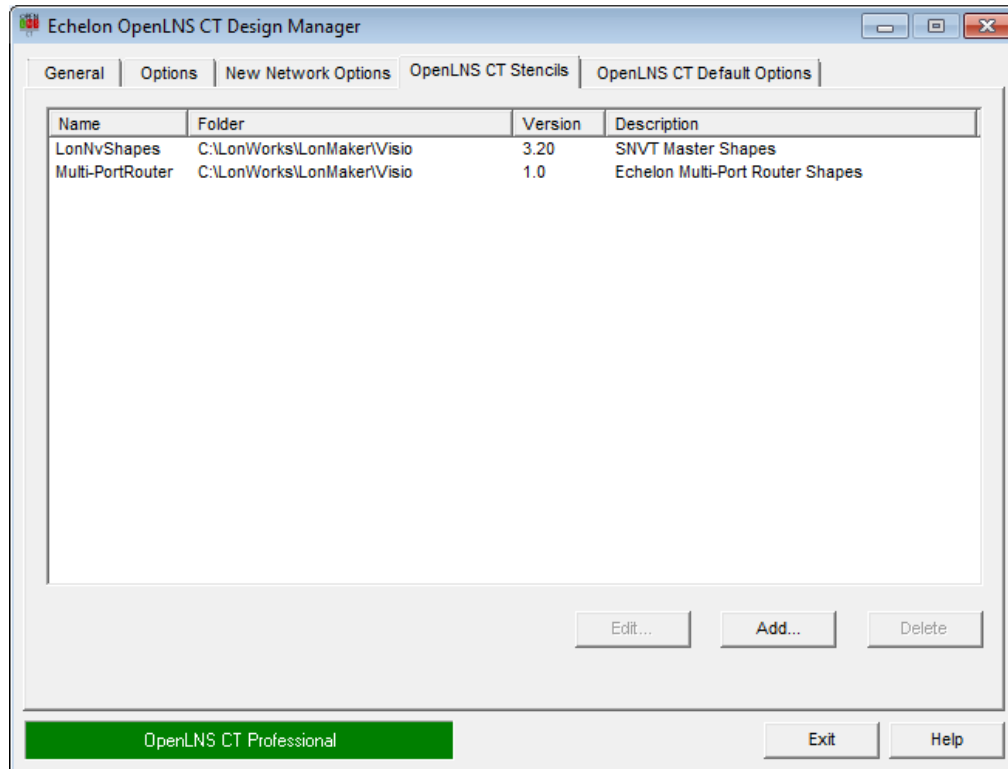 Echelon OpenLNS CT Design Manager
General Options New Network Options OpenLNS CT Stencils OpenLNS CT Default Options
Name Folder Version Description
LonNvShapes C:\LonWorks\LonMaker\Visio 3.20 SNVT Master Shapes
Multi-PortRouter C:\LonWorks\LonMaker\Visio 1.0 Echelon Multi-Port Router Shapes
Edit... Add... Delete
OpenLNS CT Professional Exit Help